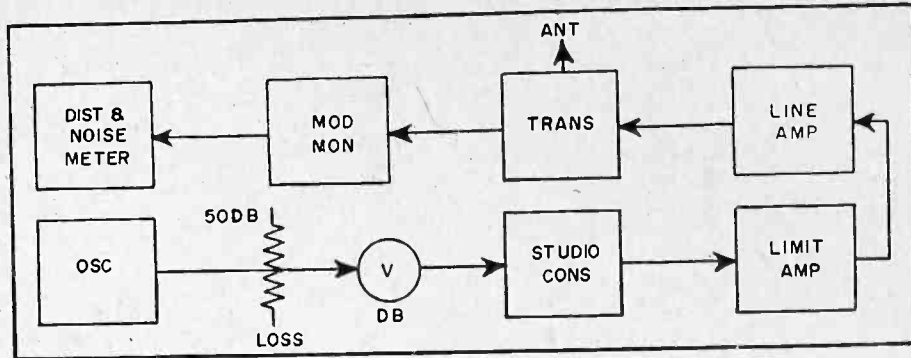 ANT
DIST &
NOISE
METER
MOD
MON
TRANS
LINE
AMP
50DB
OSC
V
DB
STUDIO
CONS
LIMIT
AMP
LOSS